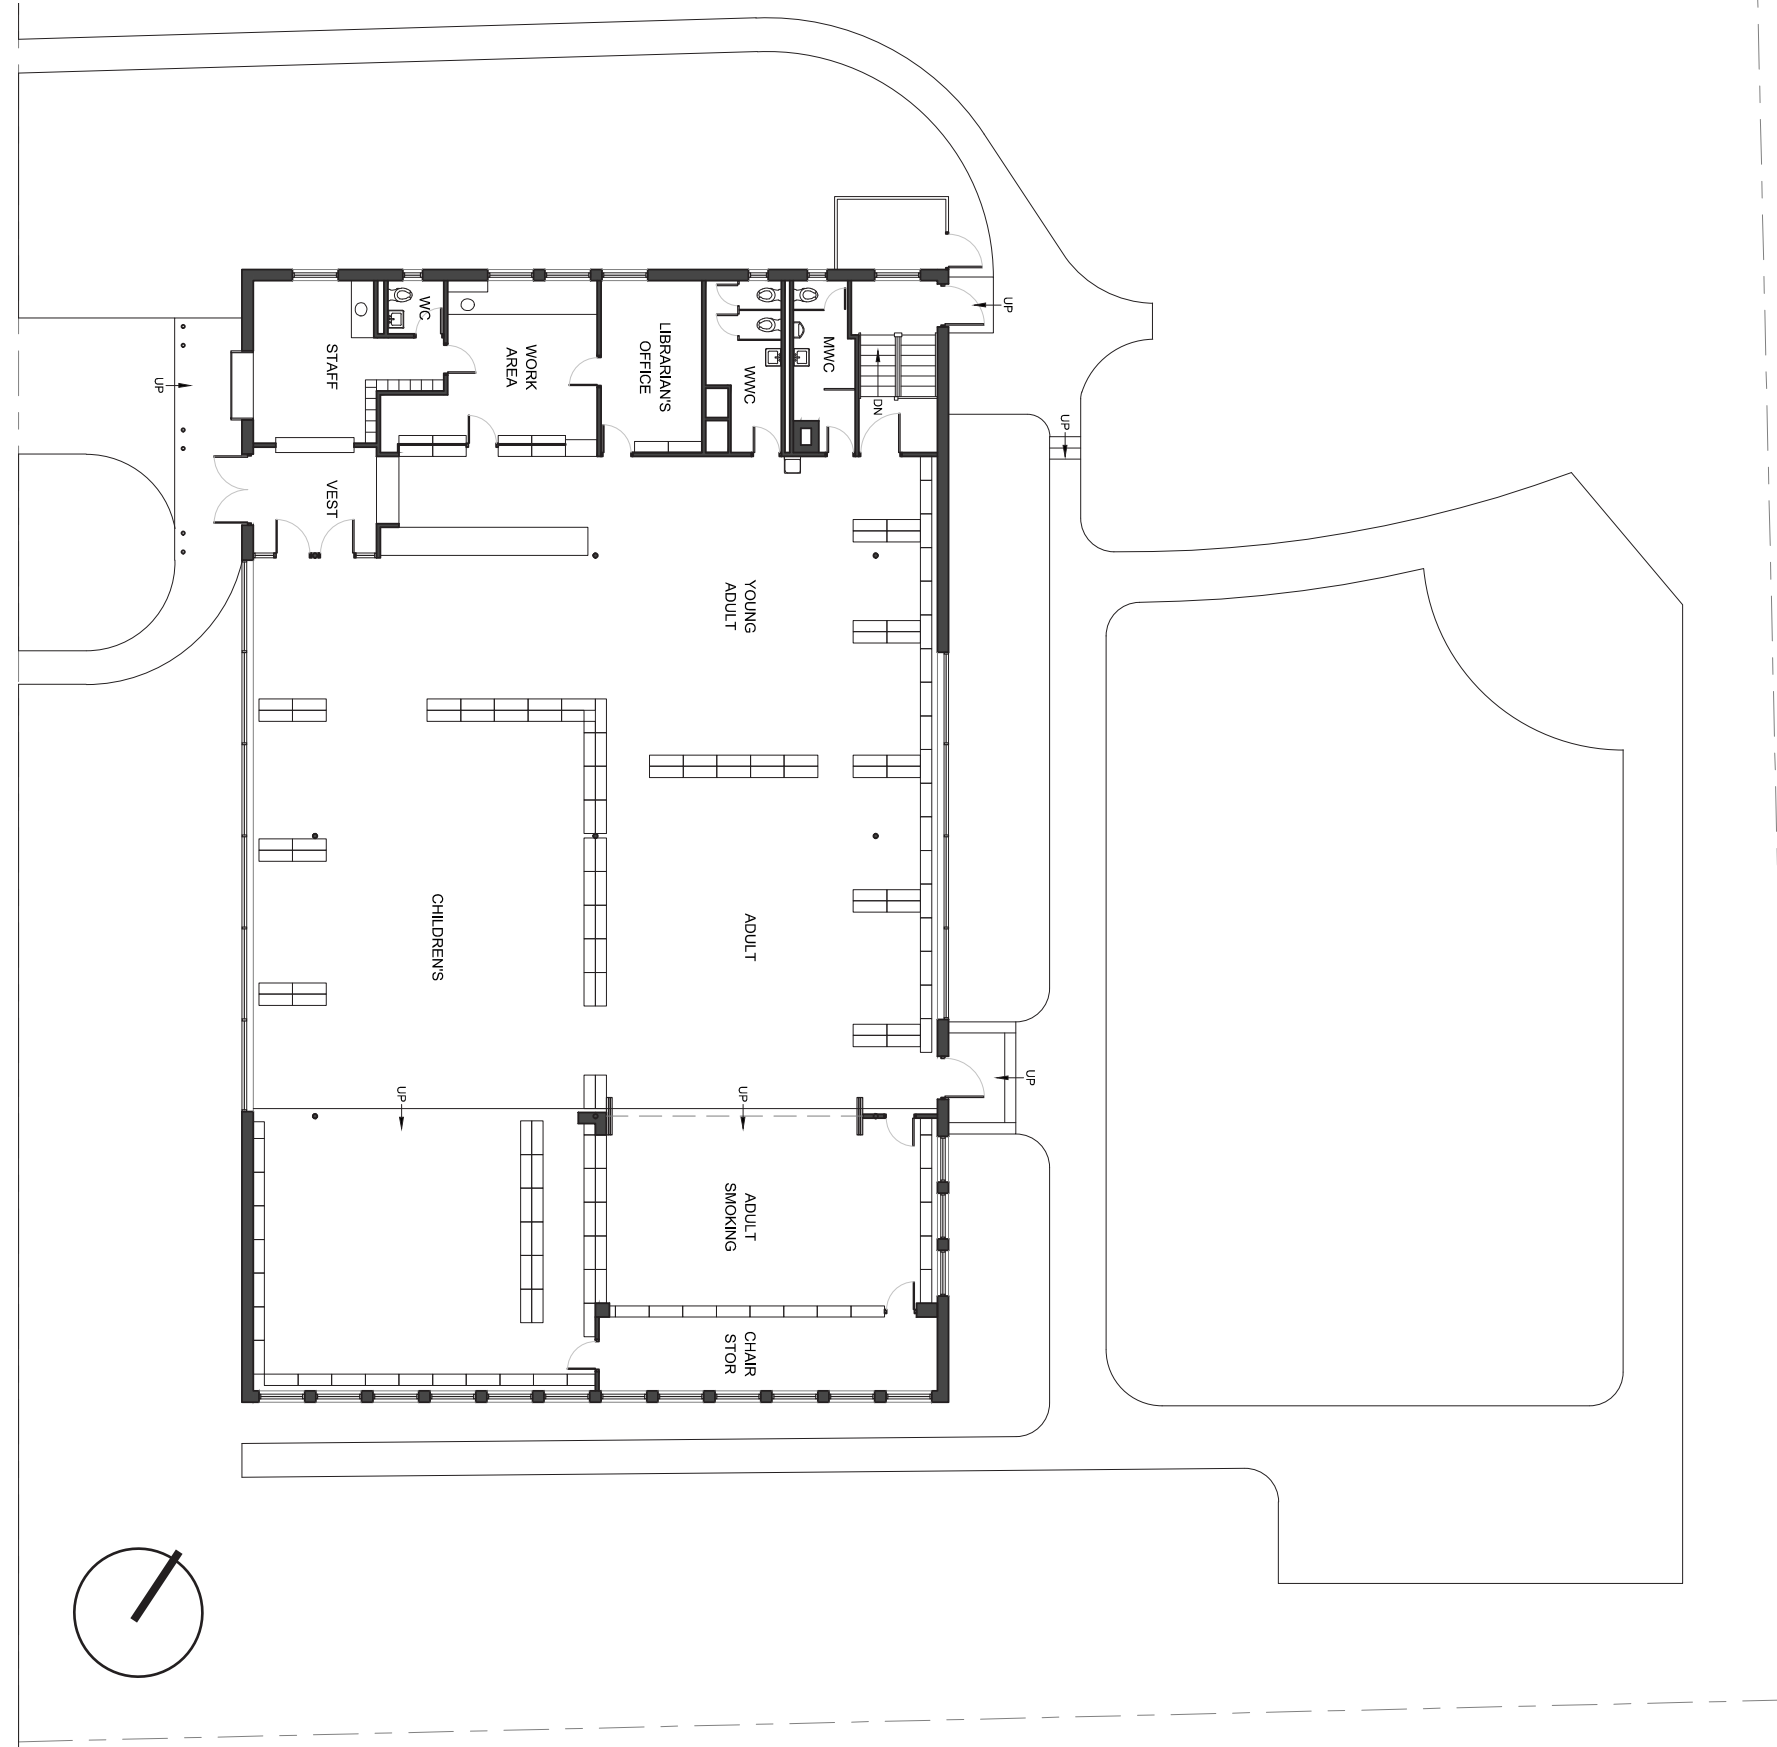 UP
WC
LIBRARIAN'S
OFFICE
STAFF
WORK
AREA
MWC
WWC
UP
DN
UP
VEST
YOUNG
ADULT
CHILDREN'S
ADULT
UP
UP
UP
ADULT
SMOKING
CHAIR
STOR